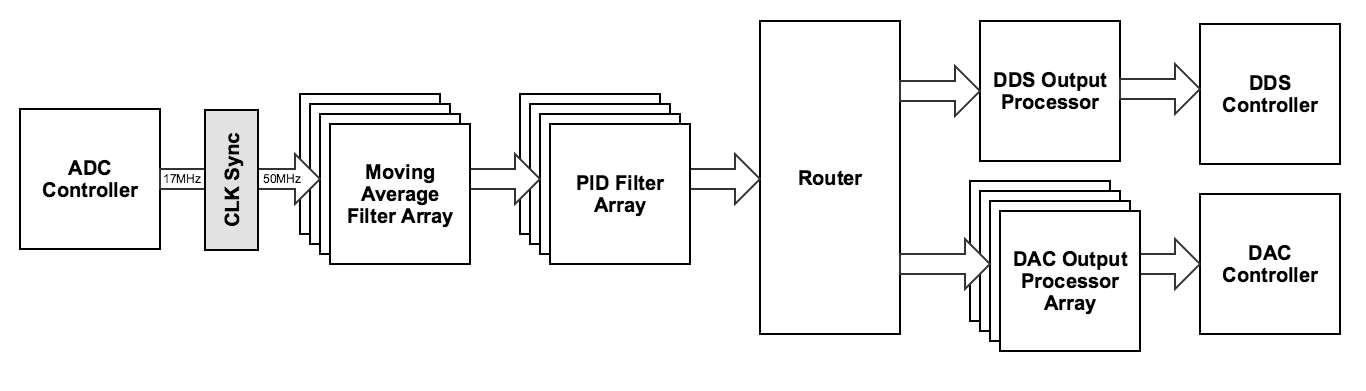 ADC
Controller
17MHz
CLK Sync
50MHz
Moving
Average
Filter Array
PID Filter
Array
Router
DDS Output
Processor
DDS
Controller
DAC Output
Processor
Array
DAC
Controller